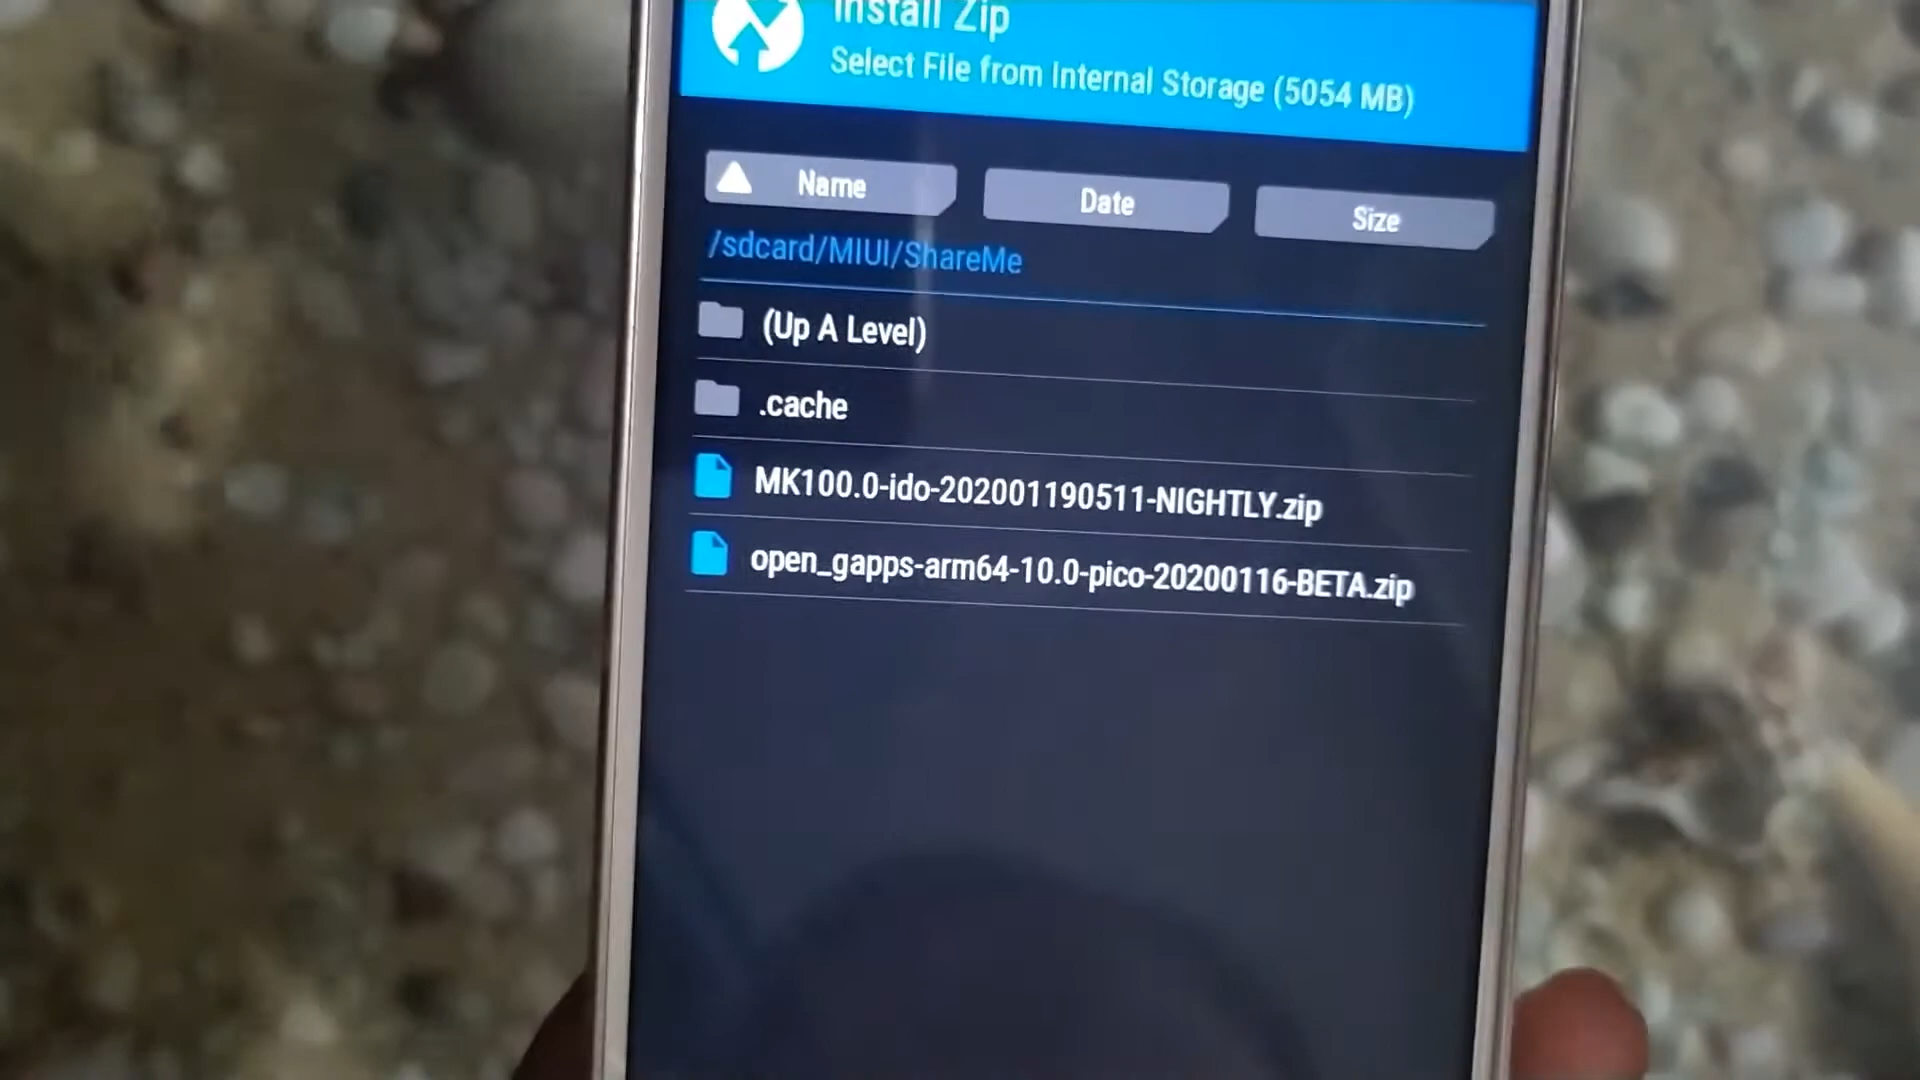 Install Zip
Select File from Internal Storage (5054 MB)
Name Date Size
/sdcard/MIUI/ShareMe
(Up A Level)
.cache
MK100.0-ido-202001190511-NIGHTLY.zip
open_gapps-arm64-10.0-pico-20200116-BETA.zip